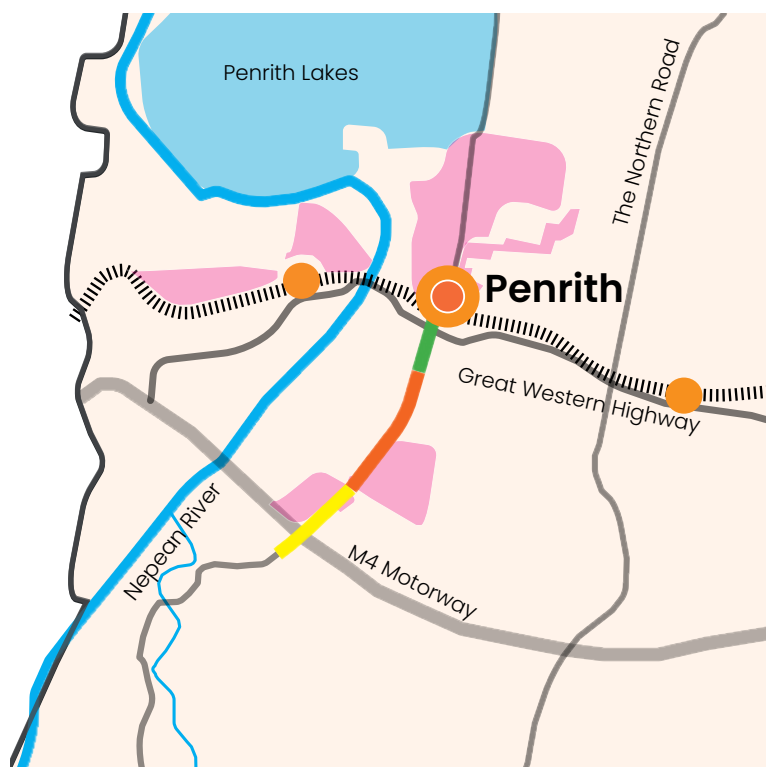 Penrith Lakes
The Northern Road
Penrith
Great Western Highway
Nepean River
M4 Motorway